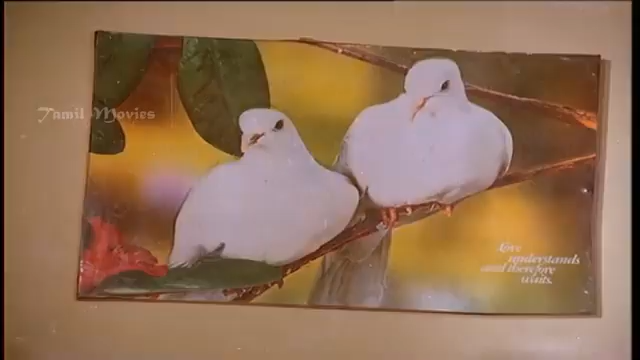 Tamil Movies
Love
understands
and therefore
waits.